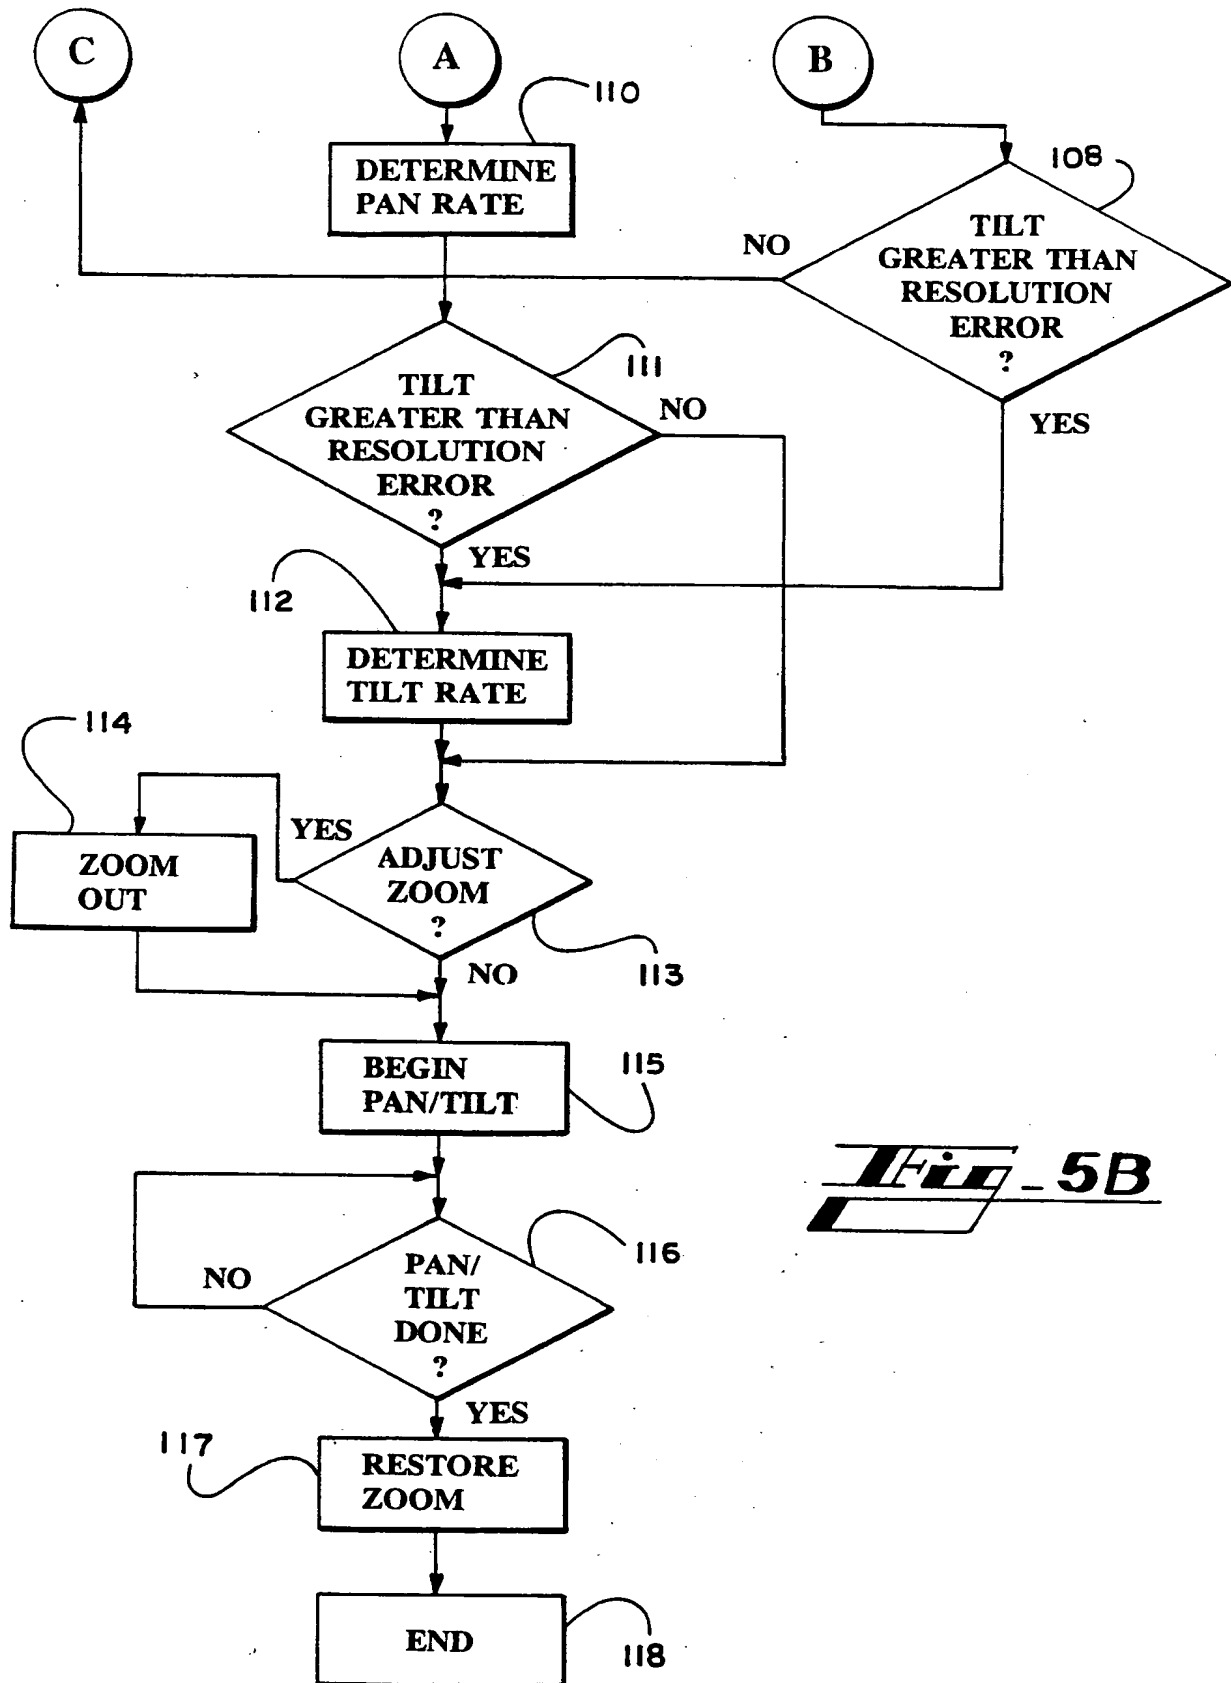 C
A
B
110
DETERMINE
PAN RATE
108
TILT
GREATER THAN
RESOLUTION
ERROR
?
NO
YES
111
TILT
GREATER THAN
RESOLUTION
ERROR
?
NO
YES
112
DETERMINE
TILT RATE
114
ZOOM
OUT
YES
ADJUST
ZOOM
?
113
NO
BEGIN
PAN/TILT
115
Fig_5B
NO
PAN/
TILT
DONE
?
116
YES
117
RESTORE
ZOOM
END
118